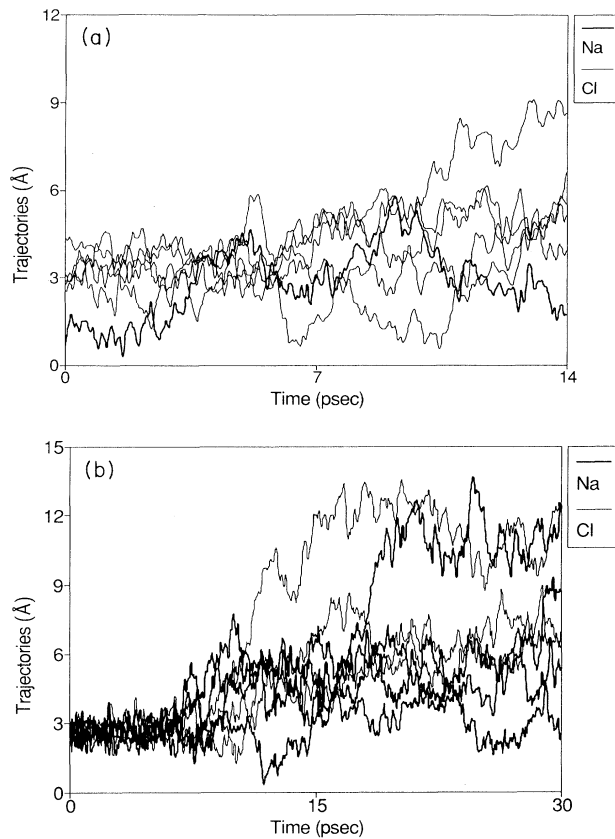 (a)
12
9
6
3
0
Trajectories (Å)
0
7
14
Time (psec)
Na
Cl
(b)
15
12
9
6
3
0
Trajectories (Å)
0
15
30
Time (psec)
Na
Cl